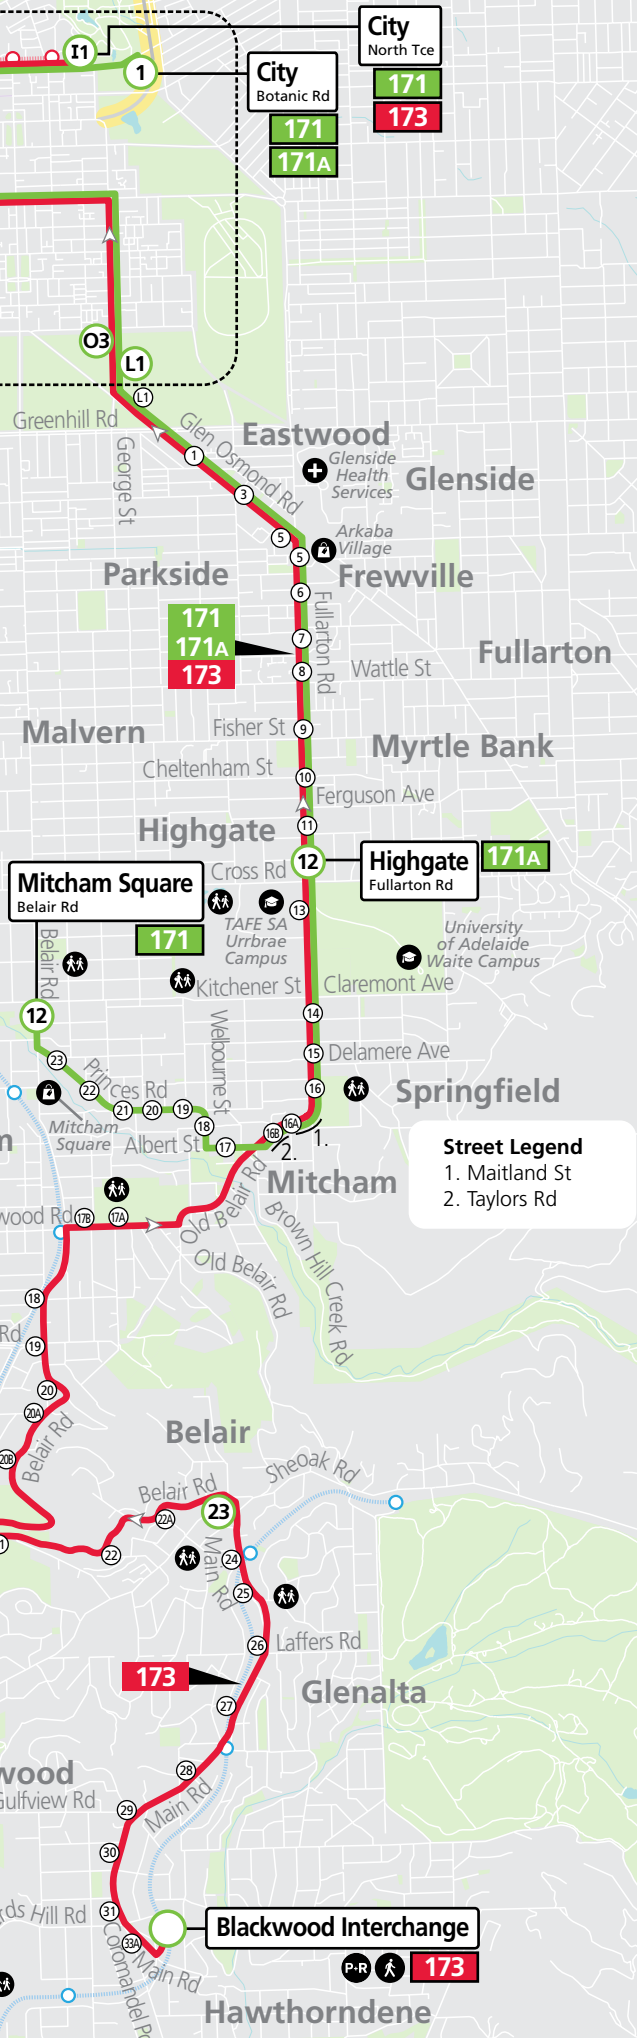 City
North Tce
171
173
I1
1
City
Botanic Rd
171
171A
O3
L1
L1
Greenhill Rd
George St
Glen Osmond Rd
Eastwood
Glenside
Health
Services
Glenside
1
3
5
5
Arkaba
Village
Parkside
Frewville
6
171
171A
173
7
8
Fullarton Rd
Fullarton
Wattle St
Malvern
Fisher St
9
Myrtle Bank
Cheltenham St
10
Ferguson Ave
11
Highgate
Cross Rd
12
Highgate
Fullarton Rd
171A
Mitcham Square
Belair Rd
171
13
TAFE SA
Urrbrae
Campus
University
of Adelaide
Waite Campus
Belair Rd
Kitchener St
Claremont Ave
12
14
Welbourne St
15
Delamere Ave
23
Princes Rd
22
21
20
19
18
16
Springfield
Mitcham
Square
Albert St
17
16B
16A
1.
2.
Street Legend
1. Maitland St
2. Taylors Rd
Mitcham
wood Rd
17B
17A
Old Belair Rd
Old Belair Rd
Brown Hill Creek Rd
18
Rd
19
20
20A
20B
Belair Rd
Belair
Sheoak Rd
Belair Rd
23
22A
22
1
Main Rd
24
25
26
Laffers Rd
173
Glenalta
27
28
wood
Gulfview Rd
29
Main Rd
30
31
rds Hill Rd
33A
Main Rd
Coromandel P
Blackwood Interchange
P+R
173
Hawthorndene